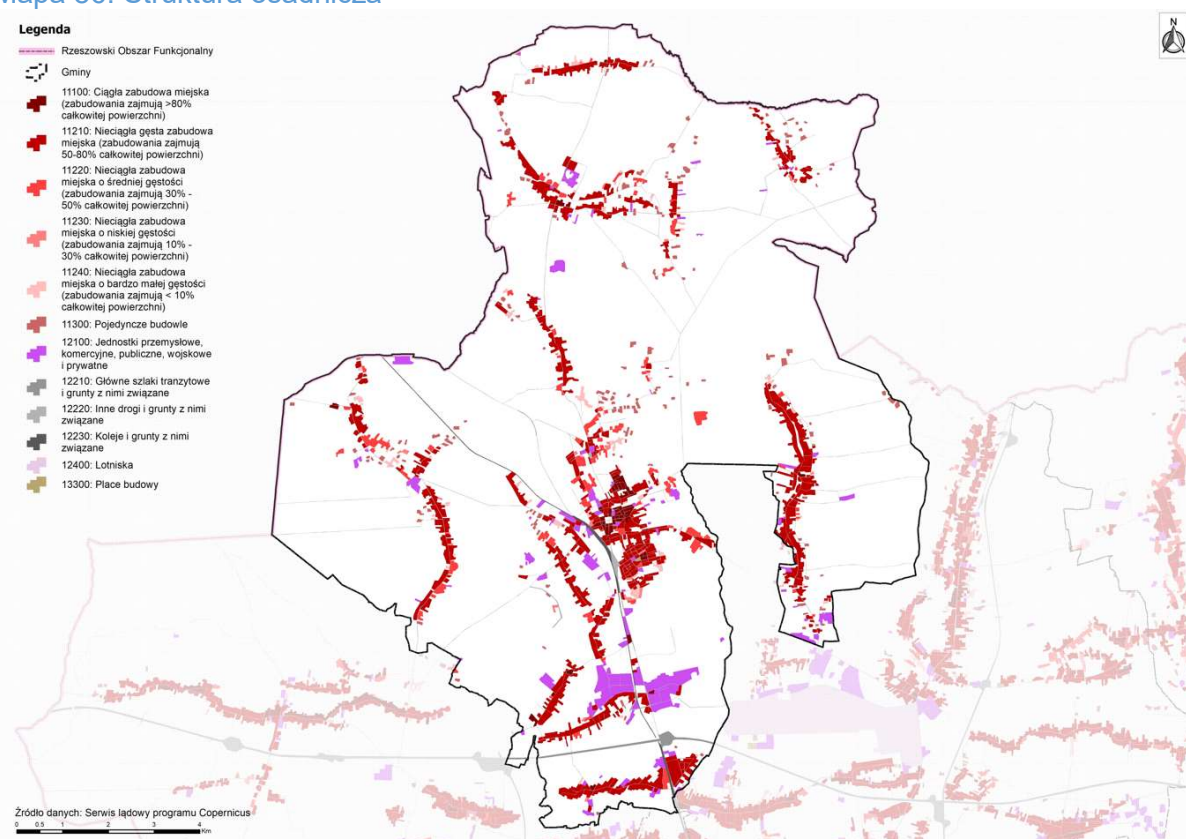 Mapa 36. Struktura osadnicza
Legenda
Rzeszowski Obszar Funkcjonalny
Gminy
11100: Ciągła zabudowa miejska
(zabudowania zajmują >80%
całkowitej powierzchni)
11210: Nieciągła gęsta zabudowa
miejska (zabudowania zajmują
50-80% całkowitej powierzchni)
11220: Nieciągła zabudowa
miejska o średniej gęstości
(zabudowania zajmują 30% -
50% całkowitej powierzchni)
11230: Nieciągła zabudowa
miejska o niskiej gęstości
(zabudowania zajmują 10% -
30% całkowitej powierzchni)
11240: Nieciągła zabudowa
miejska o bardzo małej gęstości
(zabudowania zajmują < 10%
całkowitej powierzchni)
11300: Pojedyncze budowle
12100: Jednostki przemysłowe,
komercyjne, publiczne, wojskowe
i prywatne
12210: Główne szlaki tranzytowe
i grunty z nimi związane
12220: Inne drogi i grunty z nimi
związane
12230: Koleje i grunty z nimi
związane
12400: Lotniska
13300: Place budowy
N
Źródło danych: Serwis lądowy programu Copernicus
0 0.5 1 2 3 4
Km